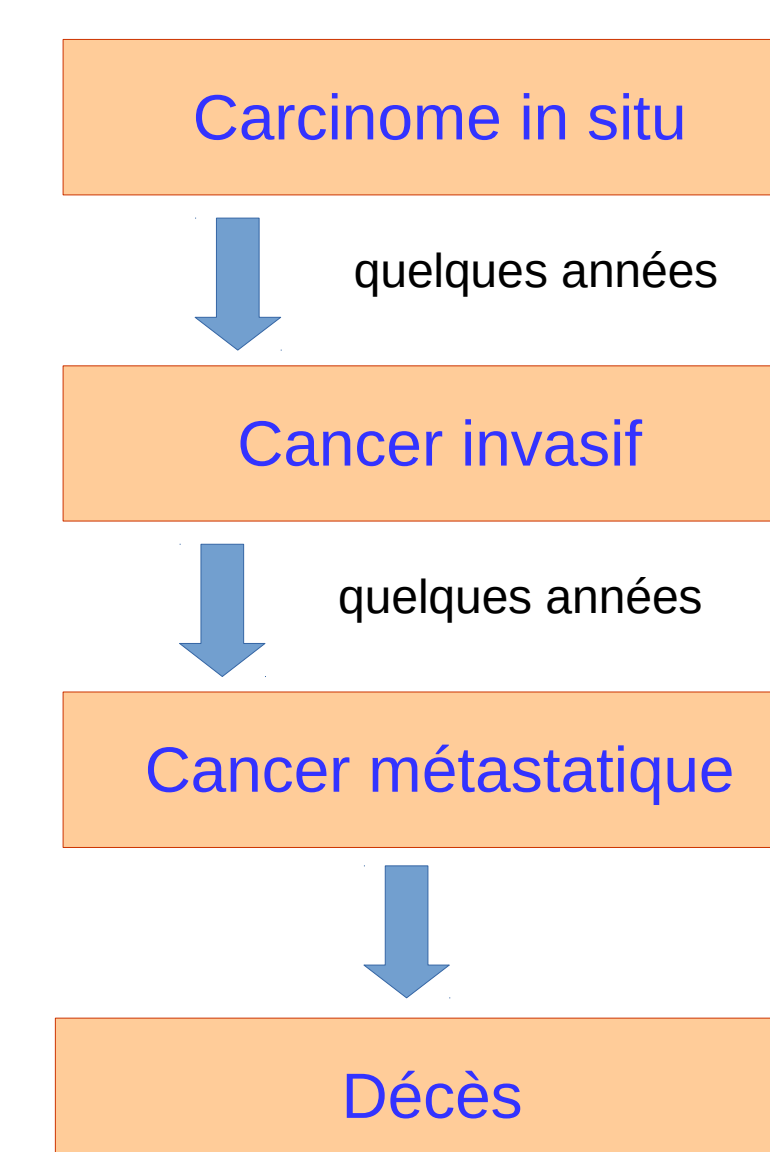 Carcinome in situ
quelques années
Cancer invasif
quelques années
Cancer métastatique
Décès